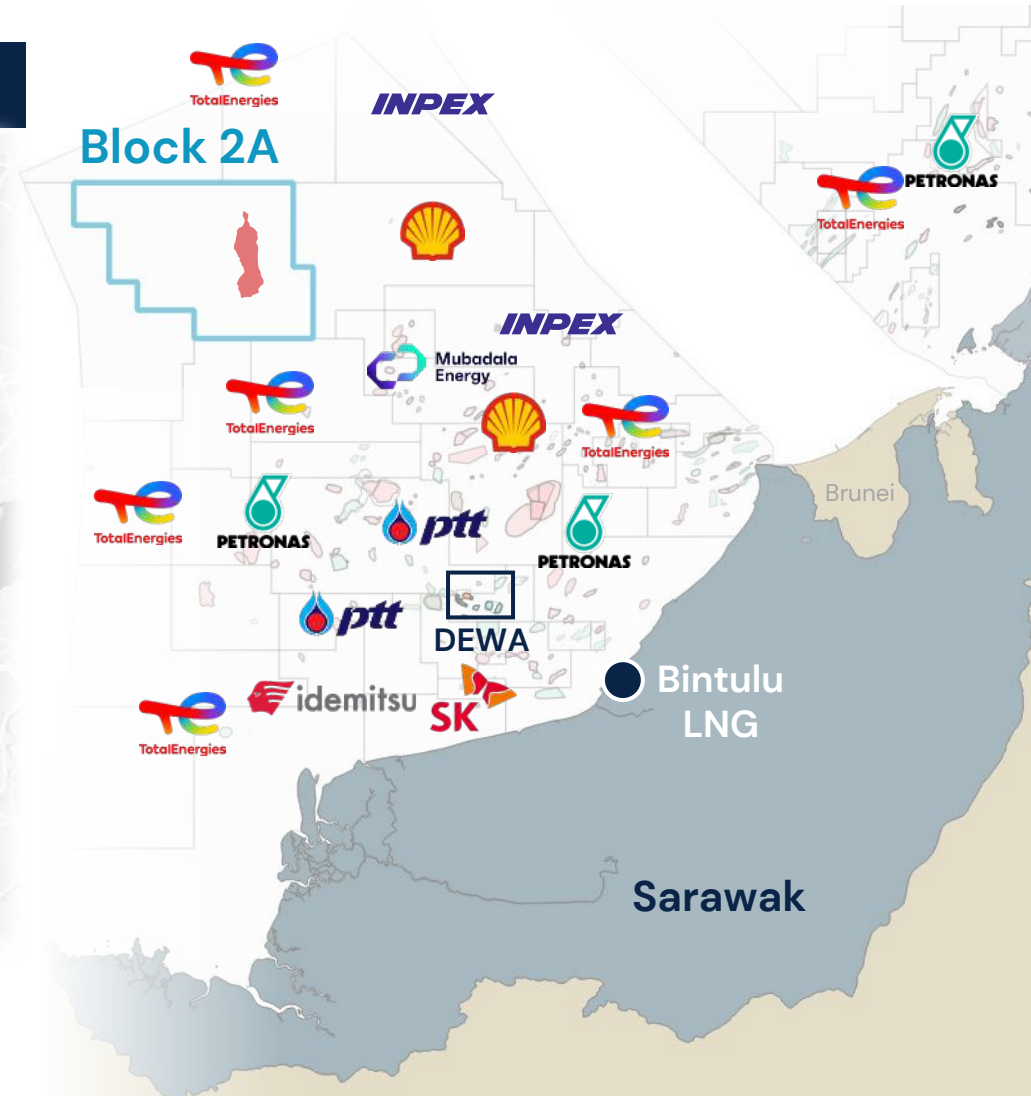 TotalEnergies
INPEX
Block 2A
PETRONAS
TotalEnergies
INPEX
Mubadala
Energy
TotalEnergies
TotalEnergies
Brunei
TotalEnergies
PETRONAS
ptt
PETRONAS
ptt
DEWA
idemitsu
SK
Bintulu
LNG
TotalEnergies
Sarawak